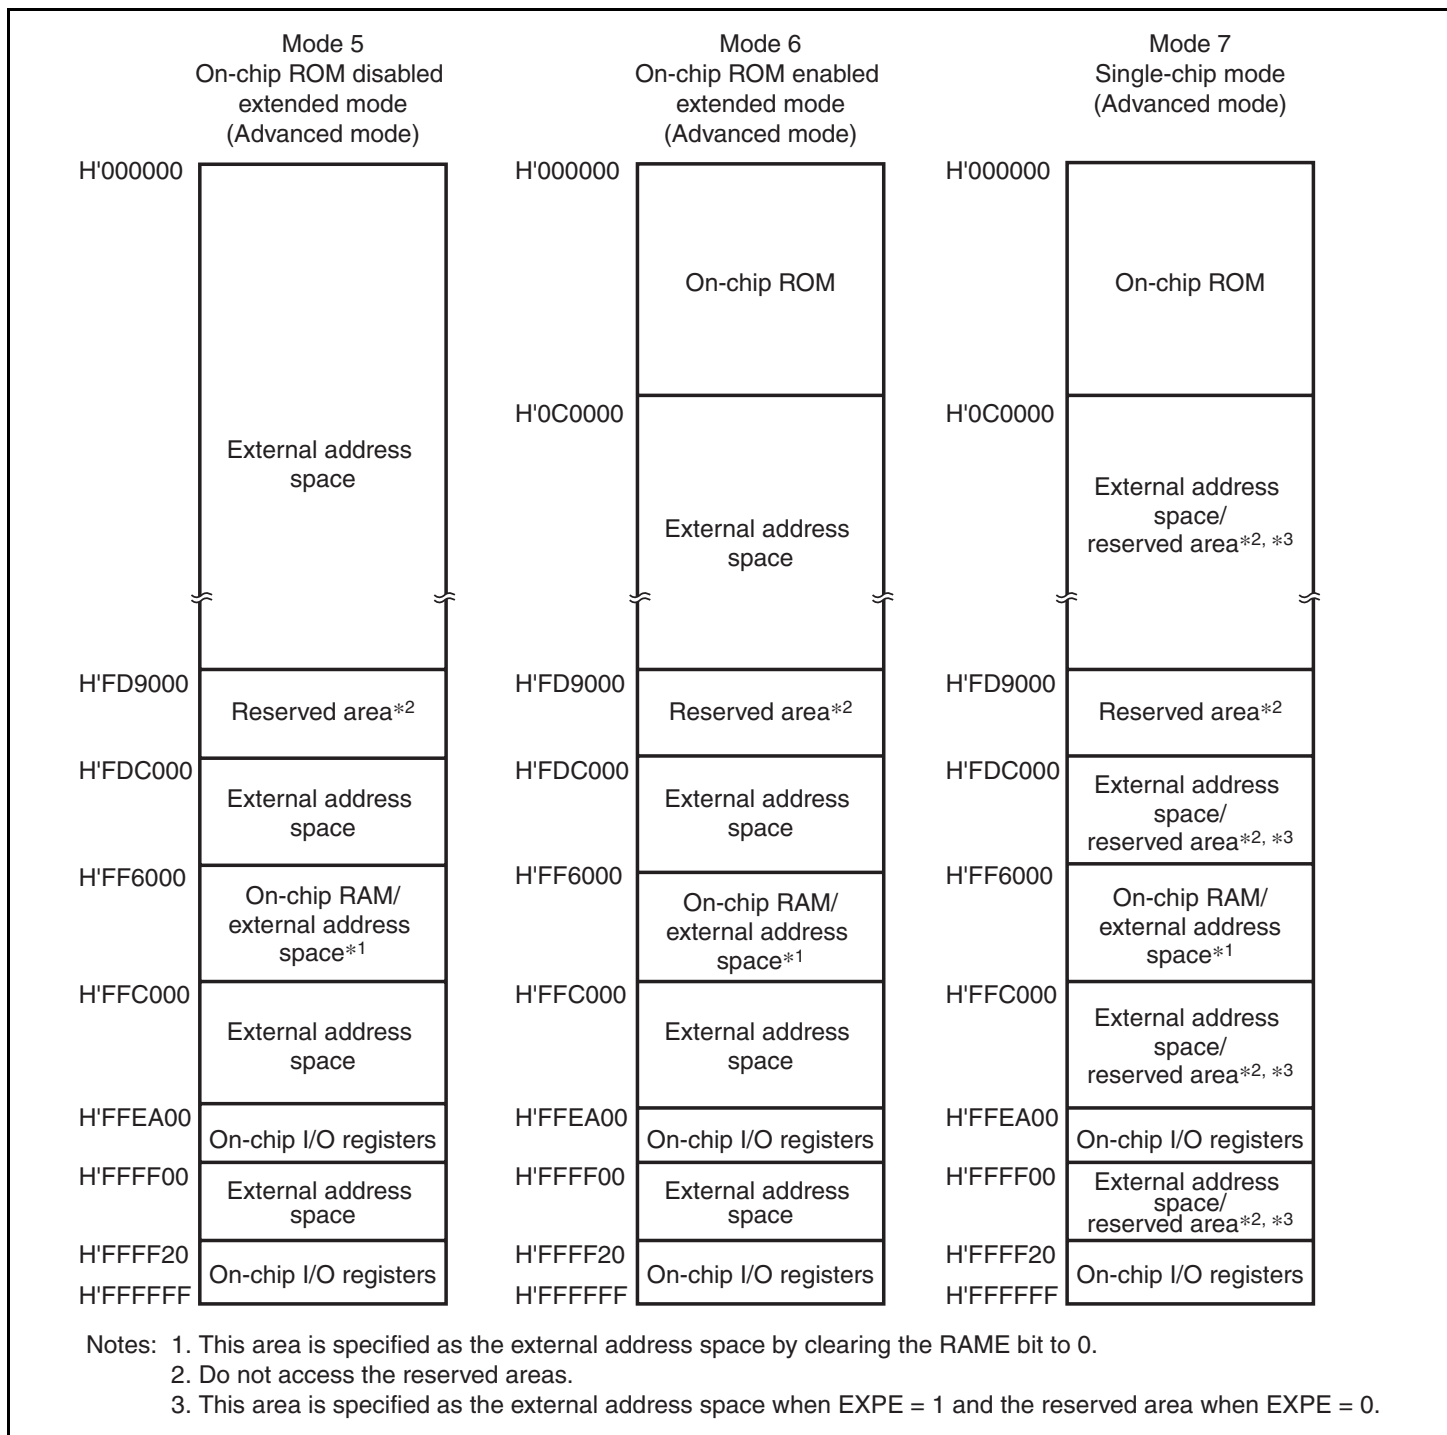 Mode 5
On-chip ROM disabled
extended mode
(Advanced mode)
H'000000
External address
space
H'FD9000
Reserved area*2
H'FDC000
External address
space
H'FF6000
On-chip RAM/
external address
space*1
H'FFC000
External address
space
H'FFEA00
On-chip I/O registers
H'FFFF00
External address
space
H'FFFF20
On-chip I/O registers
H'FFFFFF
Mode 6
On-chip ROM enabled
extended mode
(Advanced mode)
H'000000
On-chip ROM
H'0C0000
External address
space
H'FD9000
Reserved area*2
H'FDC000
External address
space
H'FF6000
On-chip RAM/
external address
space*1
H'FFC000
External address
space
H'FFEA00
On-chip I/O registers
H'FFFF00
External address
space
H'FFFF20
On-chip I/O registers
H'FFFFFF
Mode 7
Single-chip mode
(Advanced mode)
H'000000
On-chip ROM
H'0C0000
External address
space/
reserved area*2, *3
H'FD9000
Reserved area*2
H'FDC000
External address
space/
reserved area*2, *3
H'FF6000
On-chip RAM/
external address
space*1
H'FFC000
External address
space/
reserved area*2, *3
H'FFEA00
On-chip I/O registers
H'FFFF00
External address
space/
reserved area*2, *3
H'FFFF20
On-chip I/O registers
H'FFFFFF
Notes: 1. This area is specified as the external address space by clearing the RAME bit to 0.
2. Do not access the reserved areas.
3. This area is specified as the external address space when EXPE = 1 and the reserved area when EXPE = 0.